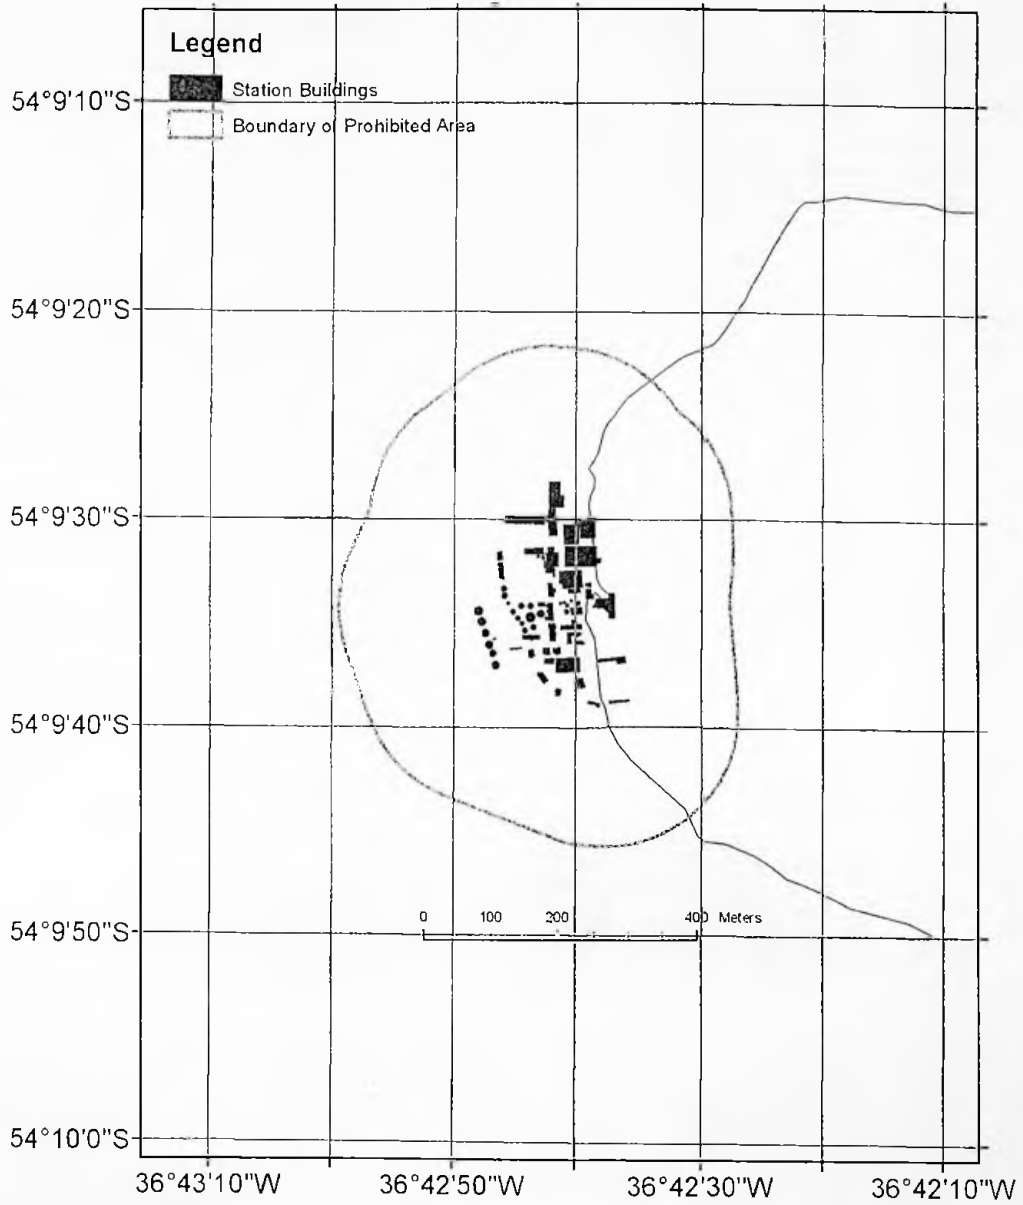 Legend
Station Buildings
Boundary of Prohibited Area
54°9'10"S
54°9'20"S
54°9'30"S
54°9'40"S
54°9'50"S
54°10'0"S
0 100 200 400 Meters
36°43'10"W 36°42'50"W 36°42'30"W 36°42'10"W